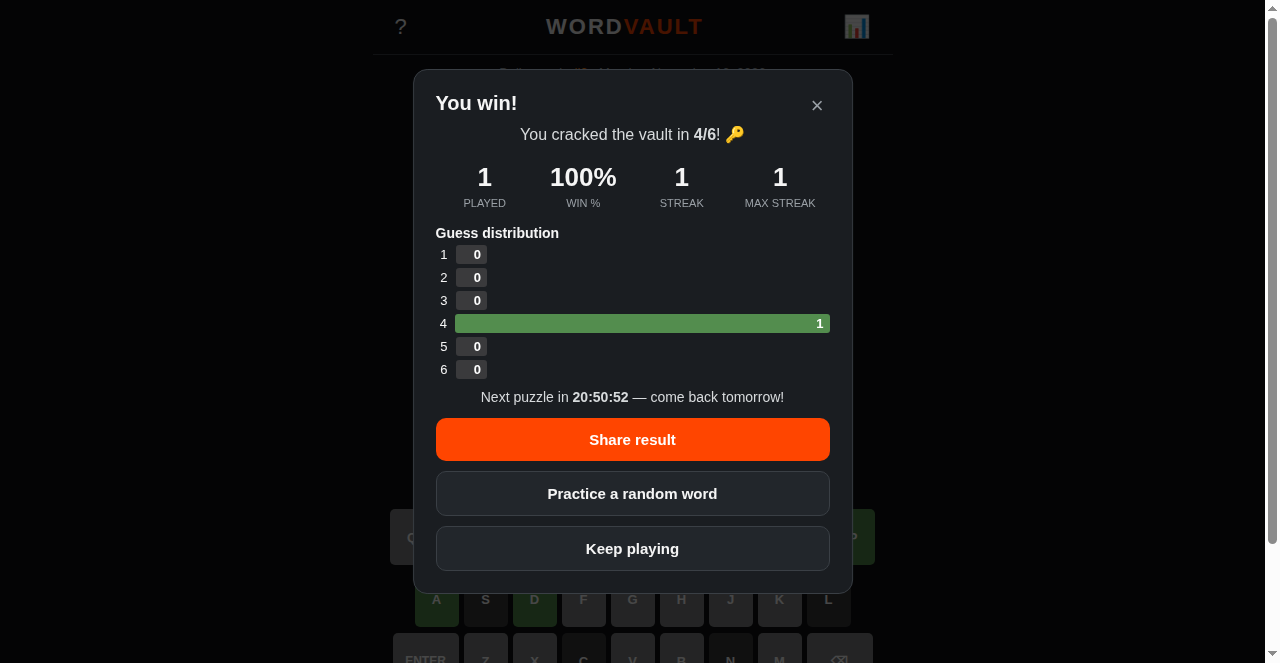 ?
WORDVAULT
You win!
×
You cracked the vault in 4/6! 🔑
1
100%
1
1
PLAYED
WIN %
STREAK
MAX STREAK
Guess distribution
1 0
2 0
3 0
4 1
5 0
6 0
Next puzzle in 20:50:52 — come back tomorrow!
Share result
Practice a random word
Keep playing
A S D F G H J K L
ENTER Z X C V B N M ⌫